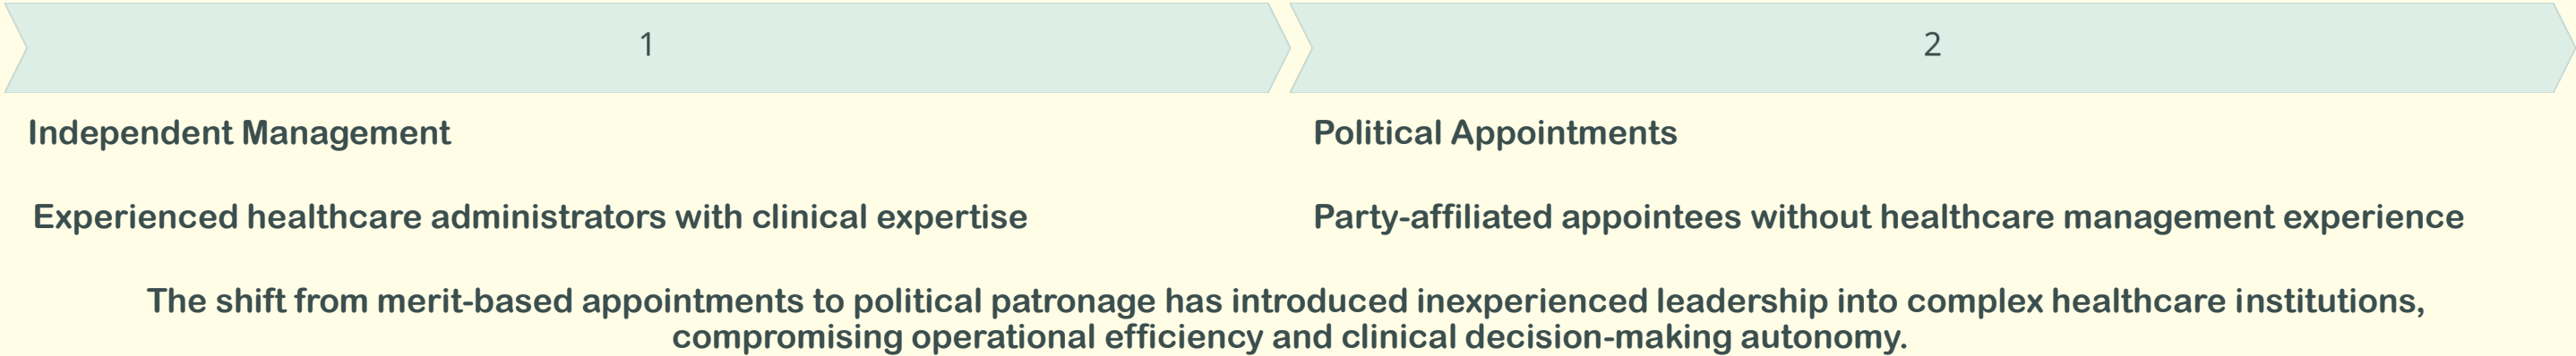 1
2
Independent Management
Political Appointments
Experienced healthcare administrators with clinical expertise
Party-affiliated appointees without healthcare management experience
The shift from merit-based appointments to political patronage has introduced inexperienced leadership into complex healthcare institutions,
compromising operational efficiency and clinical decision-making autonomy.